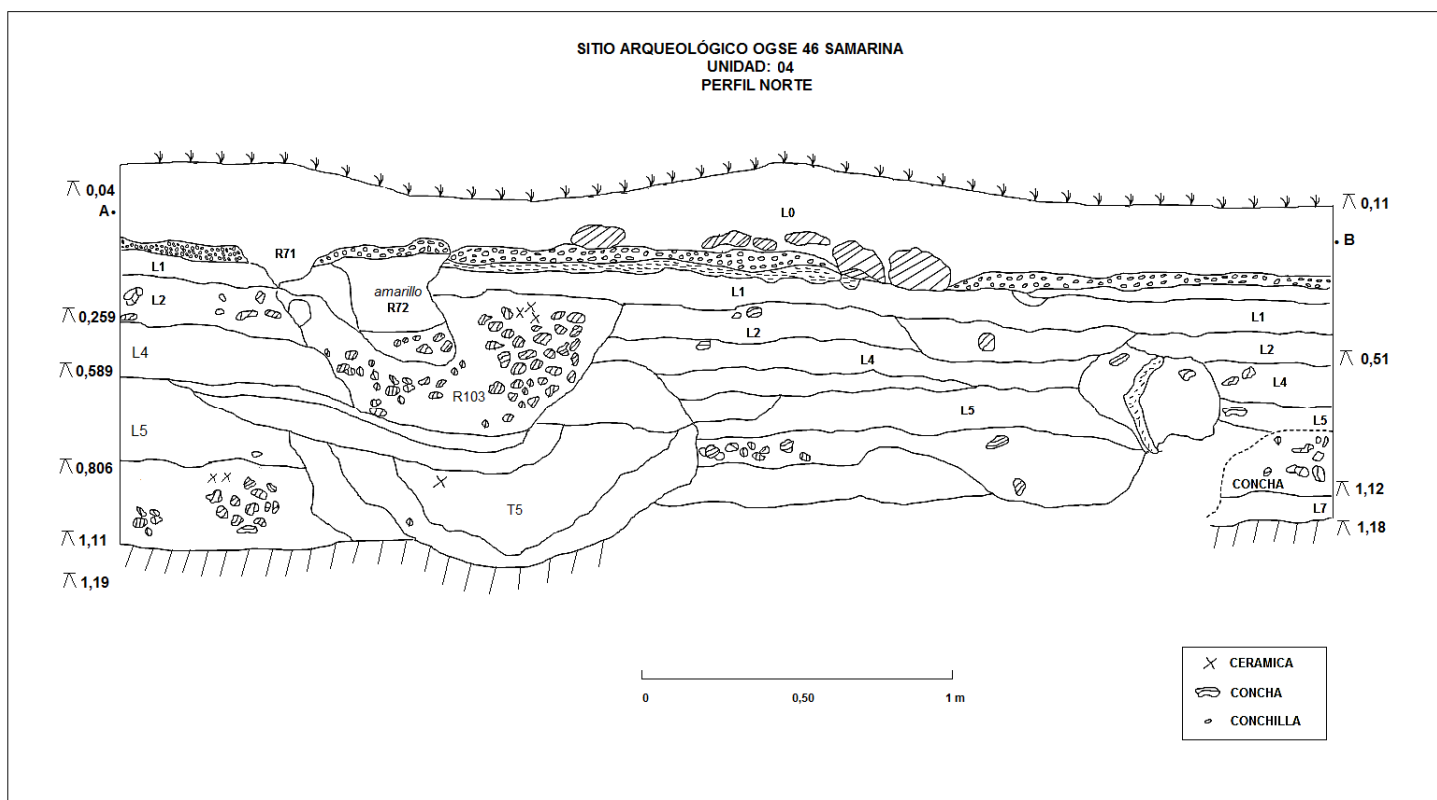 SITIO ARQUEOLÓGICO OGSE 46 SAMARINA
UNIDAD: 04
PERFIL NORTE
0,04
A
0,11
B
L0
R71
L1
amarillo
R72
L1
L1
L2
0,259
L2
L2
0,51
L4
L4
L4
0,589
R103
L5
L5
L5
0,806
CONCHA
1,12
T5
L7
1,11
1,18
1,19
CERAMICA
CONCHA
CONCHILLA
0
0,50
1 m